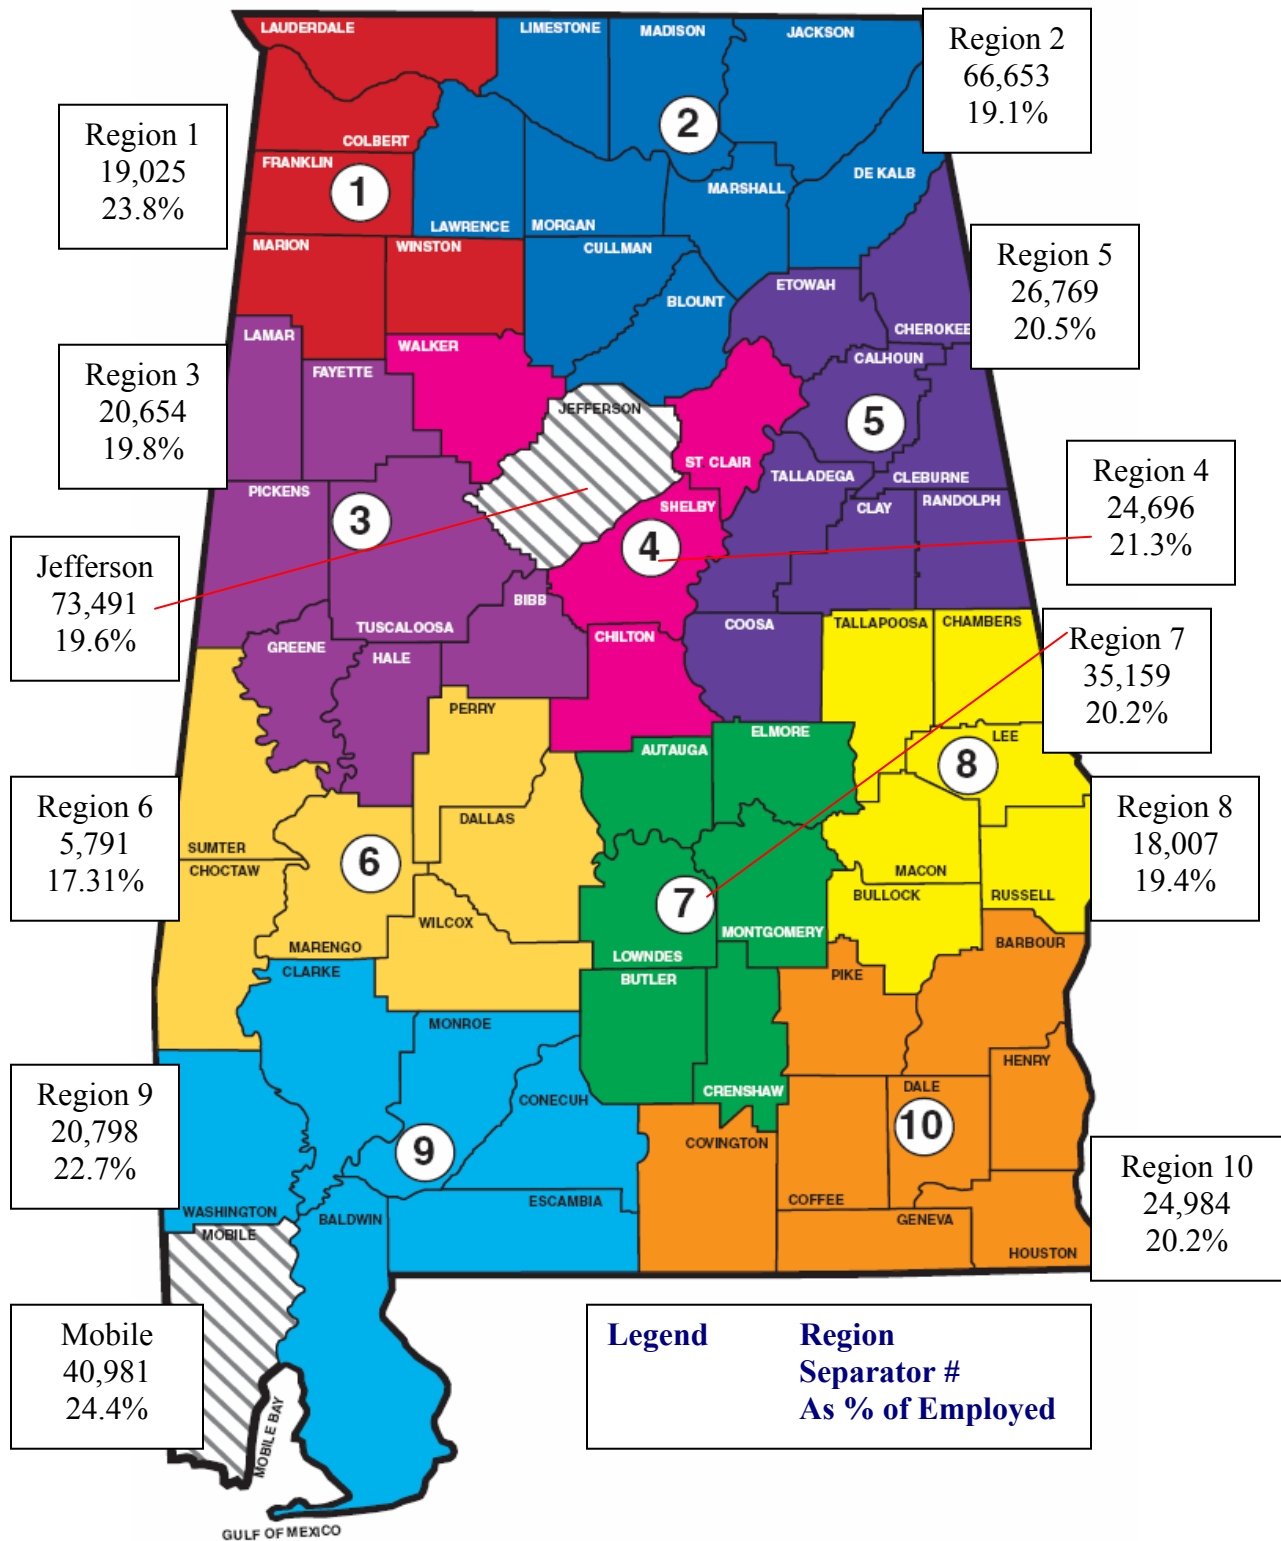 LAUDERDALE
LIMESTONE
MADISON
JACKSON
Region 2
66,653
19.1%
Region 1
19,025
23.8%
COLBERT
FRANKLIN
1
2
DE KALB
MARSHALL
LAWRENCE
MORGAN
MARION
WINSTON
CULLMAN
BLOUNT
ETOWAH
CHEROKEE
Region 5
26,769
20.5%
LAMAR
WALKER
FAYETTE
CALHOUN
Region 3
20,654
19.8%
JEFFERSON
5
ST. CLAIR
TALLADEGA
CLEBURNE
Region 4
24,696
21.3%
PICKENS
3
SHELBY
4
CLAY
RANDOLPH
Jefferson
73,491
19.6%
BIBB
TUSCALOOSA
GREENE
HALE
CHILTON
COOSA
TALLAPOOSA
CHAMBERS
Region 7
35,159
20.2%
PERRY
AUTAUGA
ELMORE
LEE
8
Region 6
5,791
17.31%
SUMTER
CHOCTAW
6
DALLAS
Region 8
18,007
19.4%
MACON
BULLOCK
RUSSELL
7
WILCOX
MARENGO
MONTGOMERY
LOWNDES
BARBOUR
CLARKE
BUTLER
PIKE
MONROE
HENRY
Region 9
20,798
22.7%
CONECUH
CRENSHAW
DALE
10
9
COVINGTON
Region 10
24,984
20.2%
WASHINGTON
BALDWIN
ESCAMBIA
COFFEE
GENEVA
HOUSTON
MOBILE
Mobile
40,981
24.4%
MOBILE BAY
GULF OF MEXICO
Legend Region
Separator #
As % of Employed